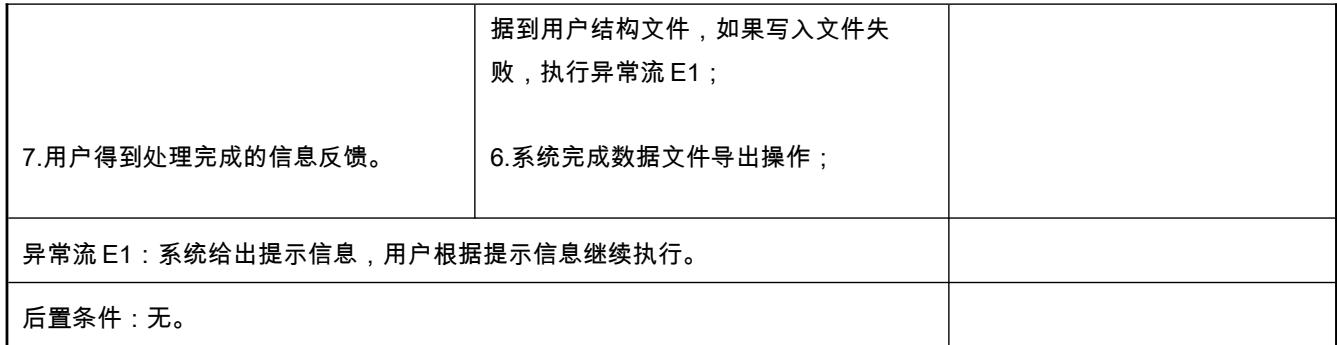 据到用户结构文件，如果写入文件失
败，执行异常流 E1；
7.用户得到处理完成的信息反馈。
6.系统完成数据文件导出操作；
异常流 E1：系统给出提示信息，用户根据提示信息继续执行。
后置条件：无。